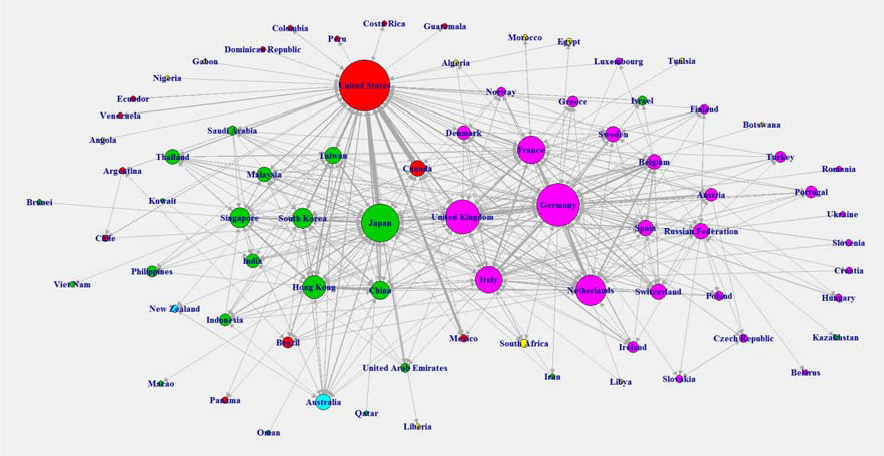 Costa Rica
Colombia
Guatemala
Peru
Morocco
Egypt
Dominican Republic
Gabon
Algeria
Luxembourg
Tunisia
Nigeria
United States
Norway
Ecuador
Greece
Israel
Finland
Venezuela
Botswana
Saudi Arabia
Denmark
Sweden
Angola
France
Thailand
Taiwan
Belgium
Turkey
Argentina
Malaysia
Canada
Romania
Brunei
Kuwait
Austria
Portugal
Germany
Singapore
South Korea
Japan
United Kingdom
Ukraine
Spain
Russian Federation
Chile
Slovenia
India
Philippines
Croatia
Viet Nam
Italy
Hong Kong
China
Netherlands
Switzerland
Poland
Hungary
New Zealand
Indonesia
Brazil
Mexico
South Africa
Ireland
Czech Republic
Kazakhstan
United Arab Emirates
Macao
Iran
Libya
Slovakia
Belarus
Panama
Australia
Qatar
Liberia
Oman